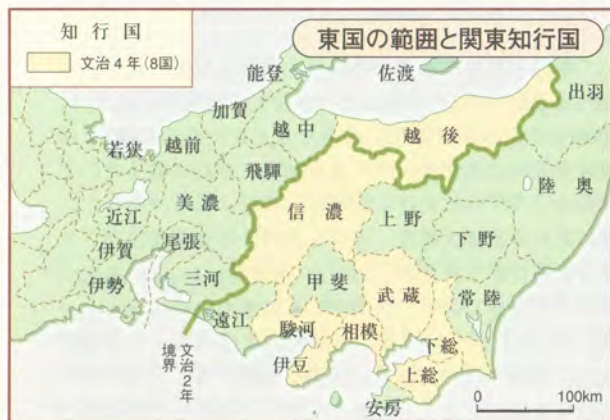 東国の範囲と関東知行国
知行国
文治4年(8国)
能登
佐渡
出羽
加賀
越中
越後
若狭
越前
飛驒
陸奥
近江
美濃
信濃
上野
下野
伊賀
尾張
甲斐
武蔵
常陸
伊勢
三河
遠江
駿河
相模
下総
伊豆
上総
安房
文治2年
境界
0
100km